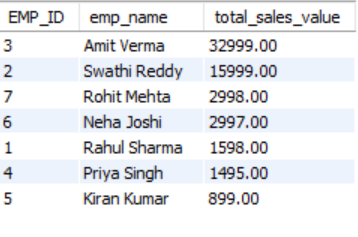 EMP_ID emp_name total_sales_value
3 Amit Verma 32999.00
2 Swathi Reddy 15999.00
7 Rohit Mehta 2998.00
6 Neha Joshi 2997.00
1 Rahul Sharma 1598.00
4 Priya Singh 1495.00
5 Kiran Kumar 899.00